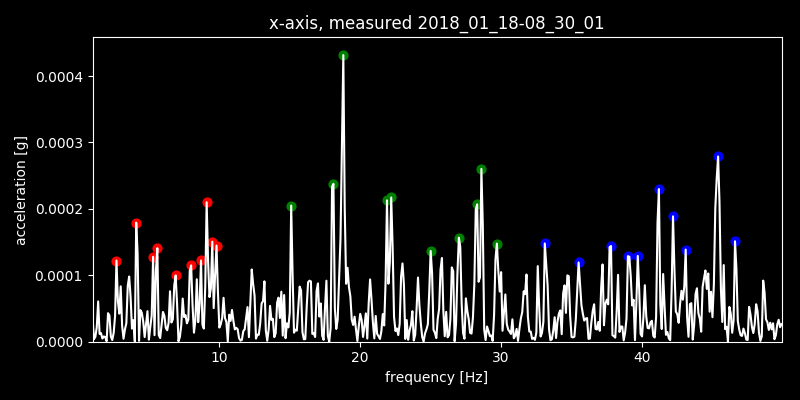 x-axis, measured 2018_01_18-08_30_01
acceleration [g]
0.0004
0.0003
0.0002
0.0001
0.0000
10 20 30 40
frequency [Hz]